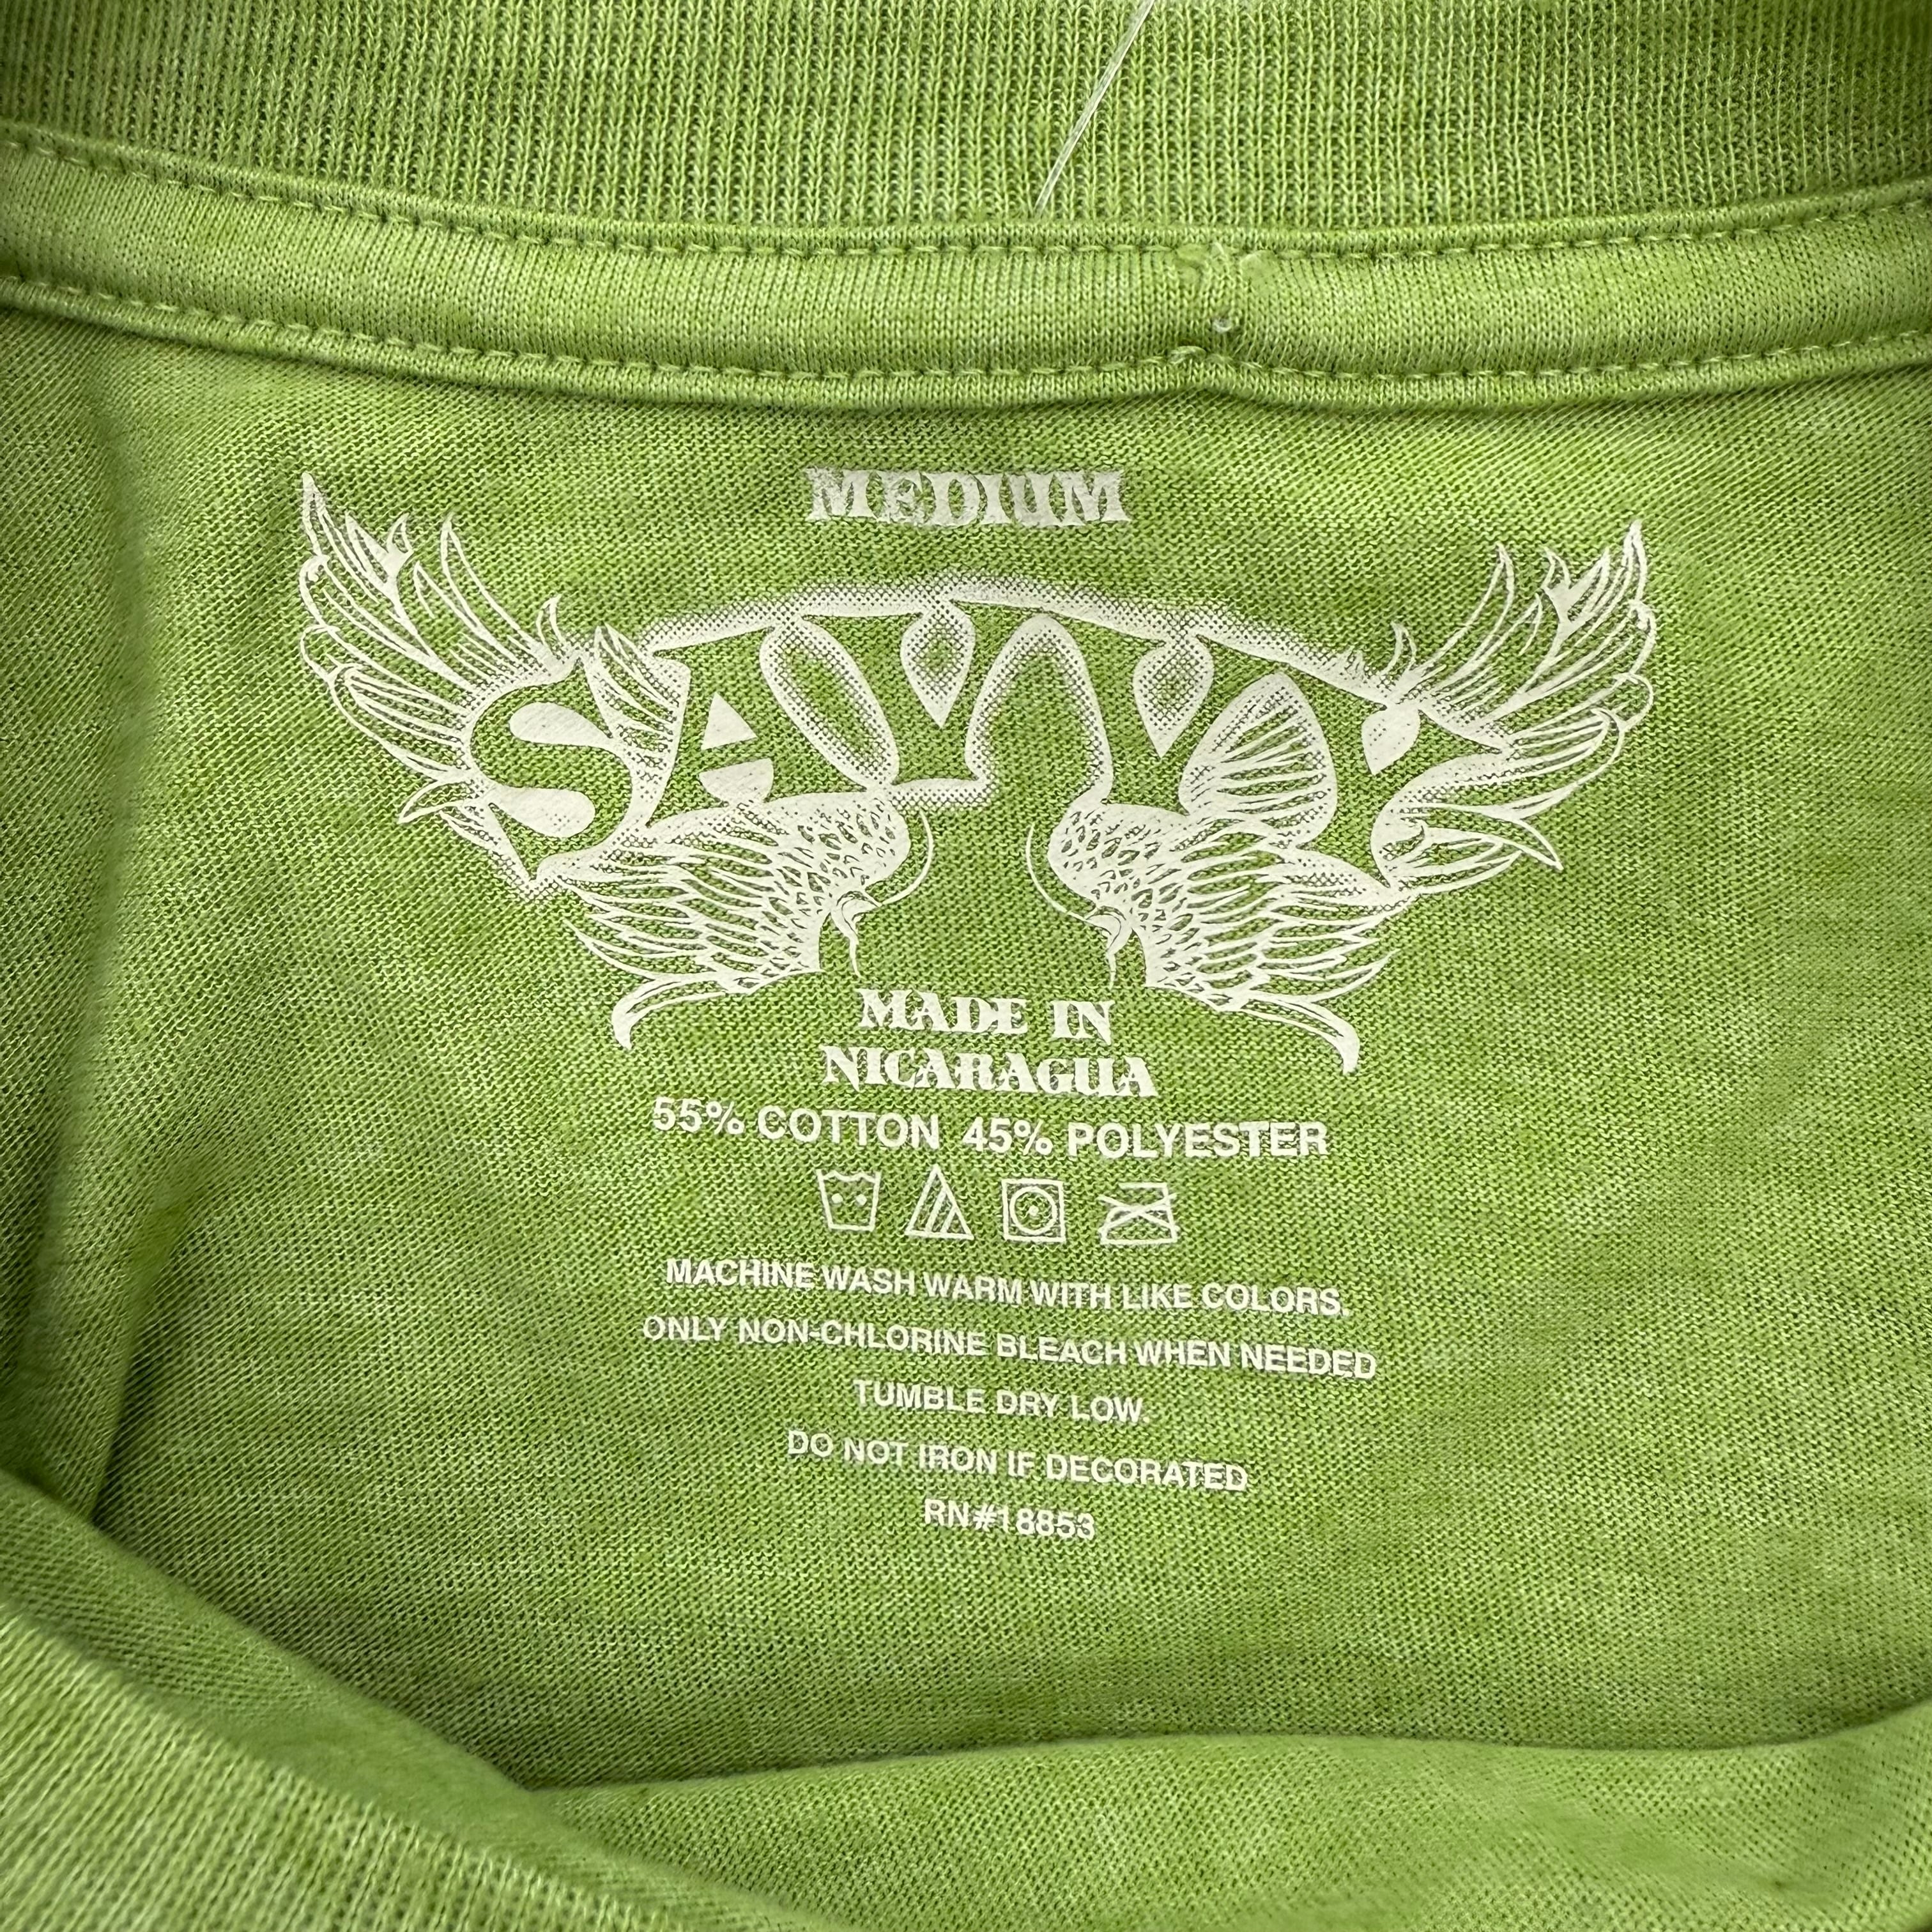 MEDIUM
SAVVY
MADE IN
NICARAGUA
55% COTTON 45% POLYESTER
MACHINE WASH WARM WITH LIKE COLORS.
ONLY NON-CHLORINE BLEACH WHEN NEEDED
TUMBLE DRY LOW.
DO NOT IRON IF DECORATED
RN#18853